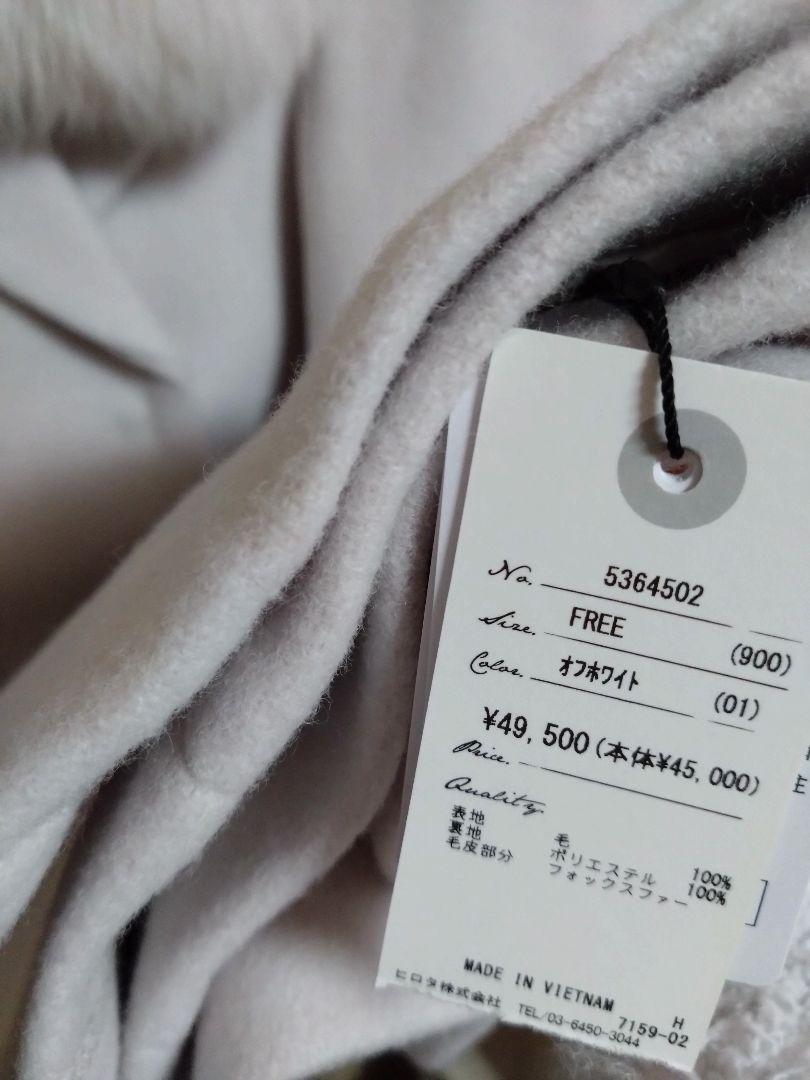 No. 5364502
Size. FREE (900)
Color. オフホワイト (01)
¥49,500(本体¥45,000)
Price.
Quality.
表地 毛 100%
裏地 ポリエステル 100%
毛皮部分 フォックスファー
MADE IN VIETNAM H
ヒロタ株式会社 TEL/03-6450-3044 7159-02
E